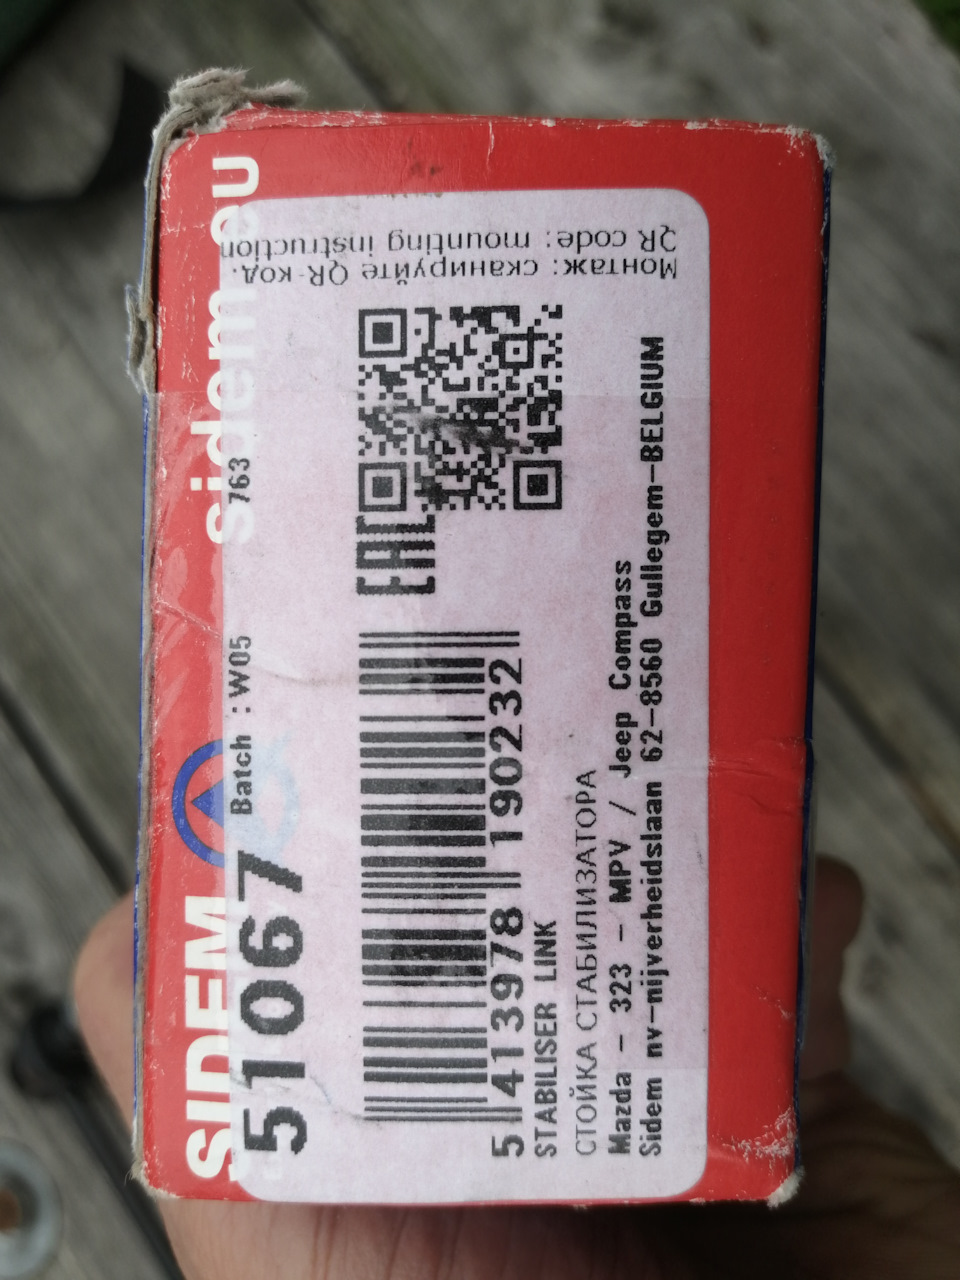 SIDEM
sidem.eu
51067
Batch : W05
763
EAC
5 413978 190232
STABILISER LINK
СТОЙКА СТАБИЛИЗАТОРА
Mazda - 323 - MPV / Jeep Compass
Sidem nv-nijverheidslaan 62-8560 Gullegem-BELGIUM
Монтаж: сканируйте QR-код.
QR code: mounting instruction